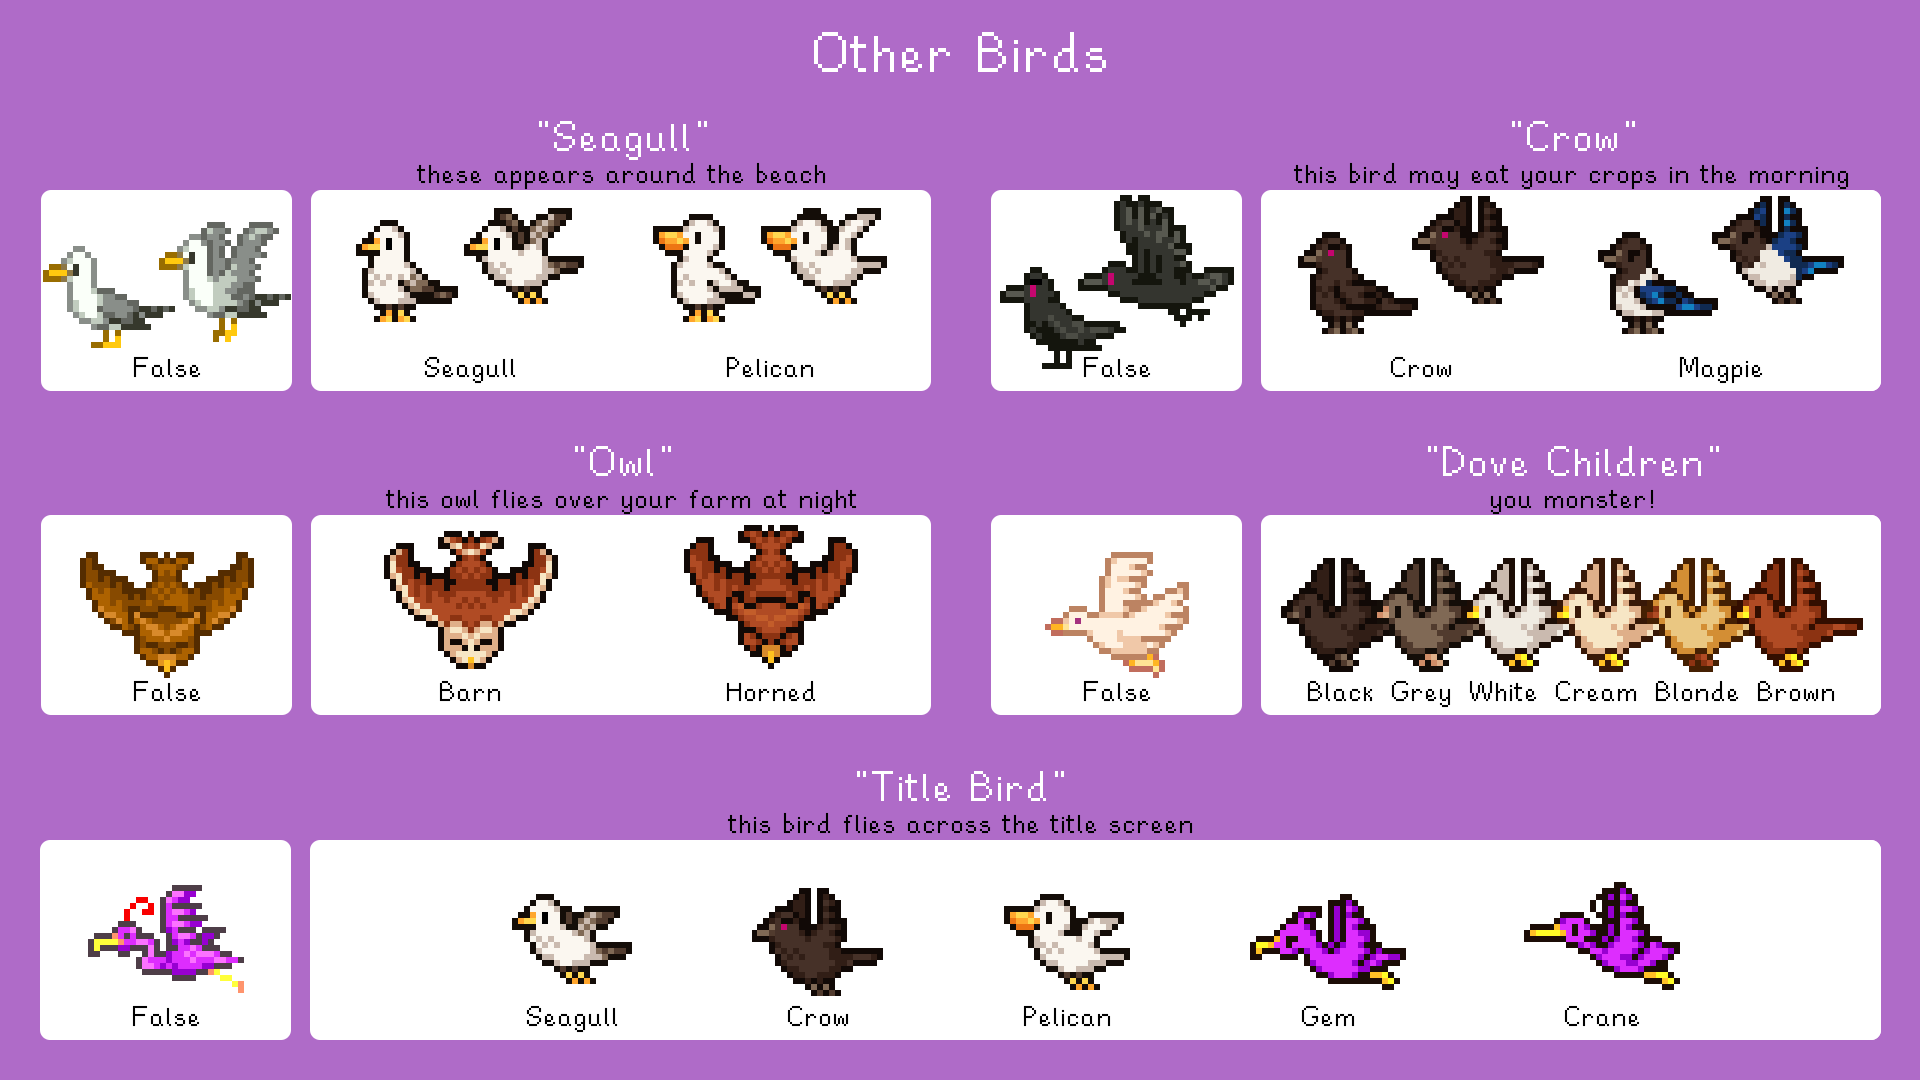 Other Birds
"Seagull"
these appears around the beach
False
Seagull
Pelican
"Crow"
this bird may eat your crops in the morning
False
Crow
Magpie
"Owl"
this owl flies over your farm at night
False
Barn
Horned
"Dove Children"
you monster!
False
Black Grey White Cream Blonde Brown
"Title Bird"
this bird flies across the title screen
False
Seagull
Crow
Pelican
Gem
Crane